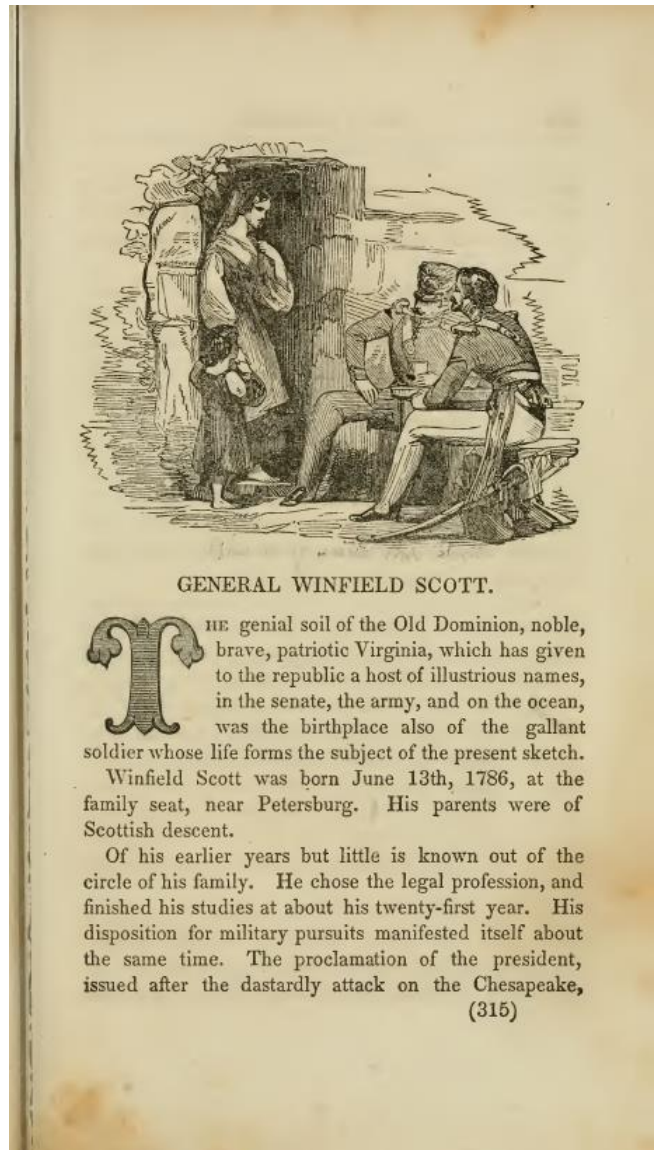 GENERAL WINFIELD SCOTT.
THE genial soil of the Old Dominion, noble,
brave, patriotic Virginia, which has given
to the republic a host of illustrious names,
in the senate, the army, and on the ocean,
was the birthplace also of the gallant
soldier whose life forms the subject of the present sketch.
Winfield Scott was born June 13th, 1786, at the
family seat, near Petersburg. His parents were of
Scottish descent.
Of his earlier years but little is known out of the
circle of his family. He chose the legal profession, and
finished his studies at about his twenty-first year. His
disposition for military pursuits manifested itself about
the same time. The proclamation of the president,
issued after the dastardly attack on the Chesapeake,
(315)